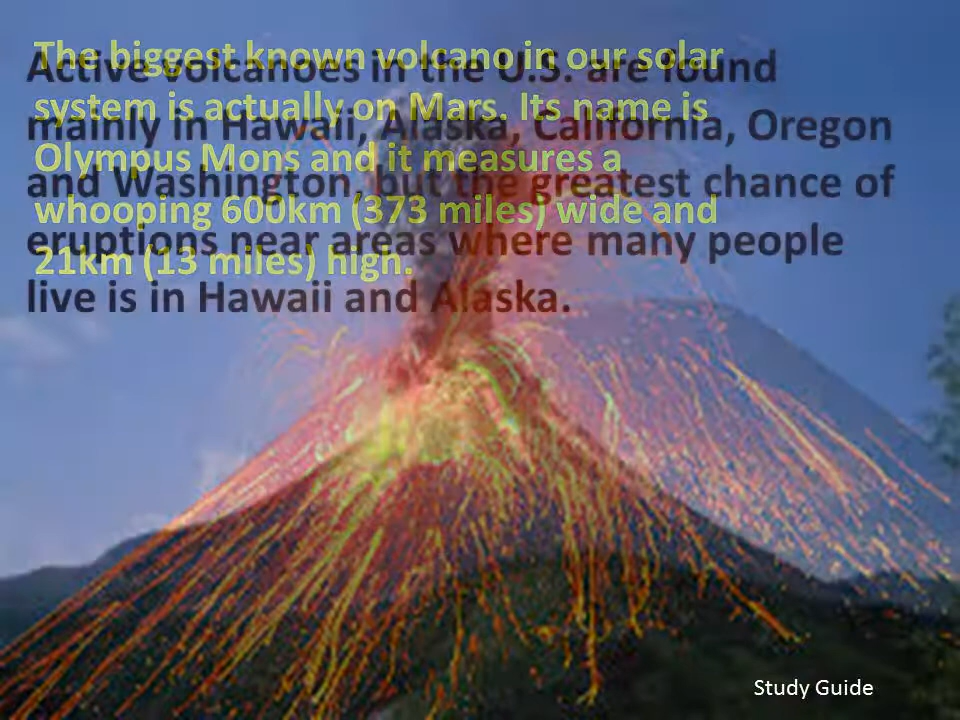 The biggest known volcano in our solar
system is actually on Mars. Its name is
Olympus Mons and it measures a
whooping 600km (373 miles) wide and
21km (13 miles) high.
Active volcanoes in the U.S. are found
mainly in Hawaii, Alaska, California, Oregon
and Washington, but the greatest chance of
eruptions near areas where many people
live is in Hawaii and Alaska.
Study Guide